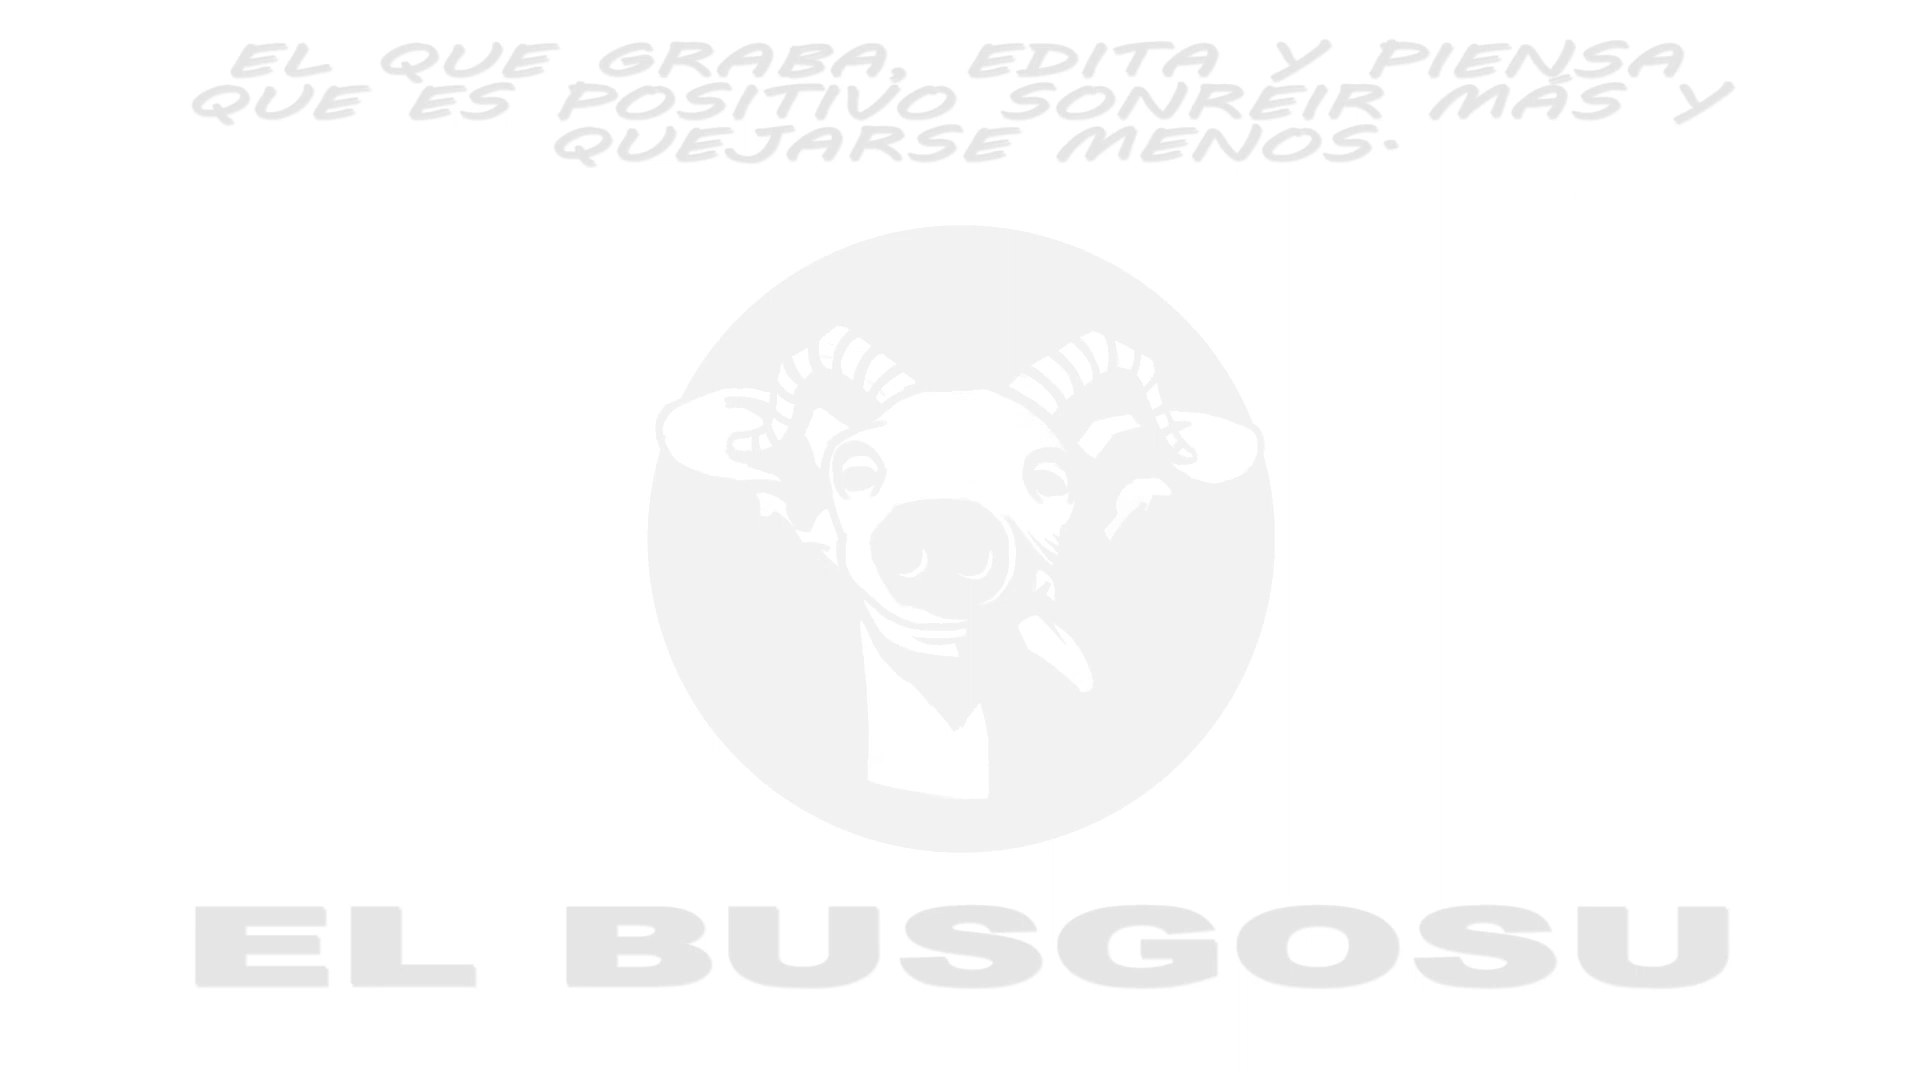 EL QUE GRABA, EDITA Y PIENSA
QUE ES POSITIVO SONREIR MÁS Y
QUEJARSE MENOS.
EL BUSGOSU